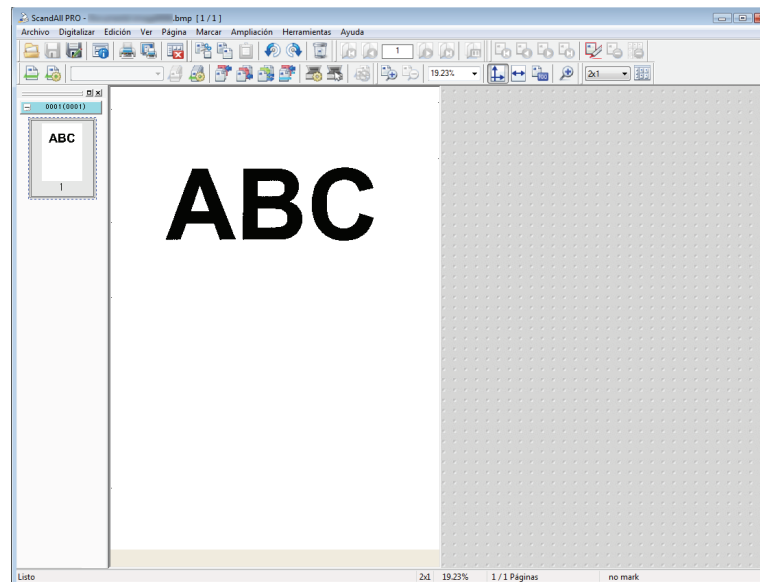 ScandAll PRO - .bmp [ 1 / 1 ]
Archivo Digitalizar Edición Ver Página Marcar Ampliación Herramientas Ayuda
1
19.23% 2x1
0001(0001)
ABC
1
ABC
Listo 2x1 19.23% 1 / 1 Páginas no mark